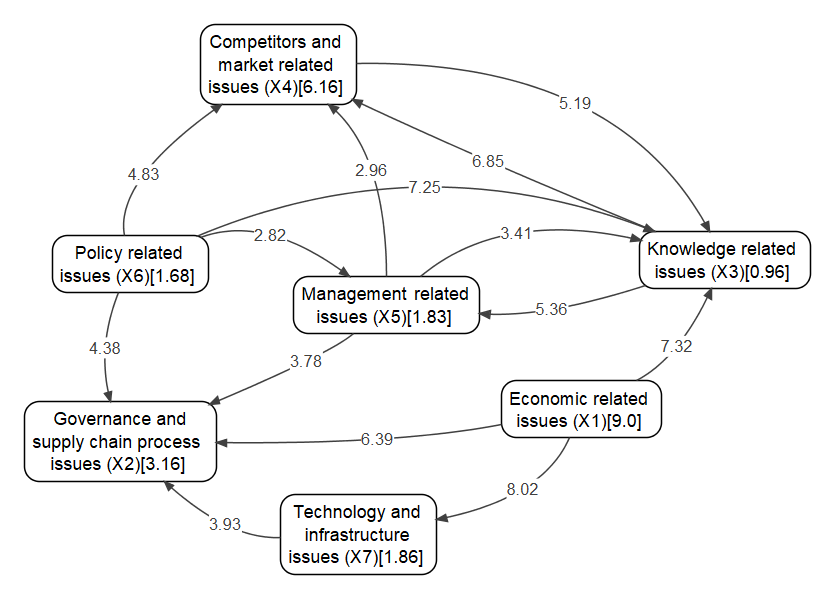 Competitors and
market related
issues (X4)[6.16]
5.19
4.83
2.96
6.85
7.25
2.82
3.41
Policy related
issues (X6)[1.68]
Knowledge related
issues (X3)[0.96]
Management related
issues (X5)[1.83]
5.36
4.38
3.78
7.32
Economic related
issues (X1)[9.0]
Governance and
supply chain process
issues (X2)[3.16]
6.39
8.02
Technology and
infrastructure
issues (X7)[1.86]
3.93